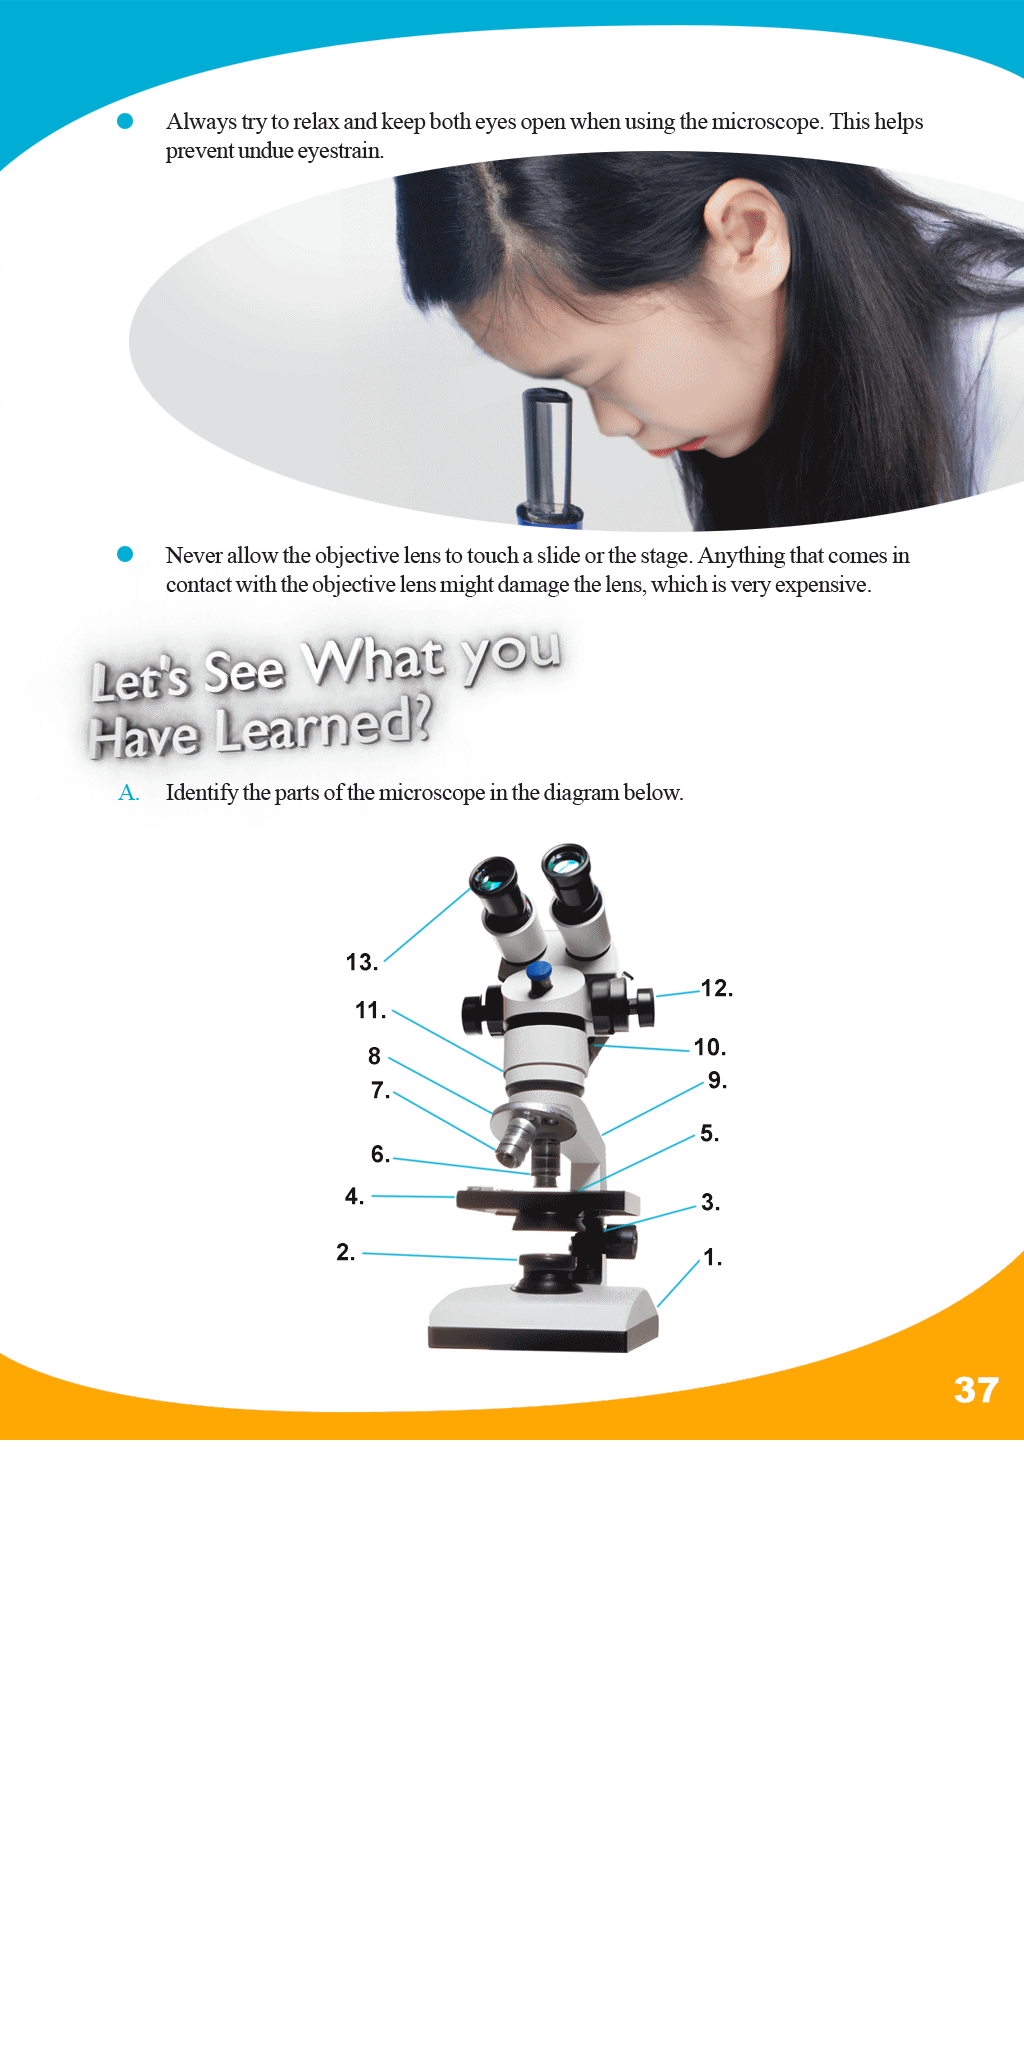 Always try to relax and keep both eyes open when using the microscope. This helps
prevent undue eyestrain.
Never allow the objective lens to touch a slide or the stage. Anything that comes in
contact with the objective lens might damage the lens, which is very expensive.
Let's See What you
Have Learned?
A. Identify the parts of the microscope in the diagram below.
13.
12.
11.
10.
8
9.
7.
5.
6.
4.
3.
2.
1.
37